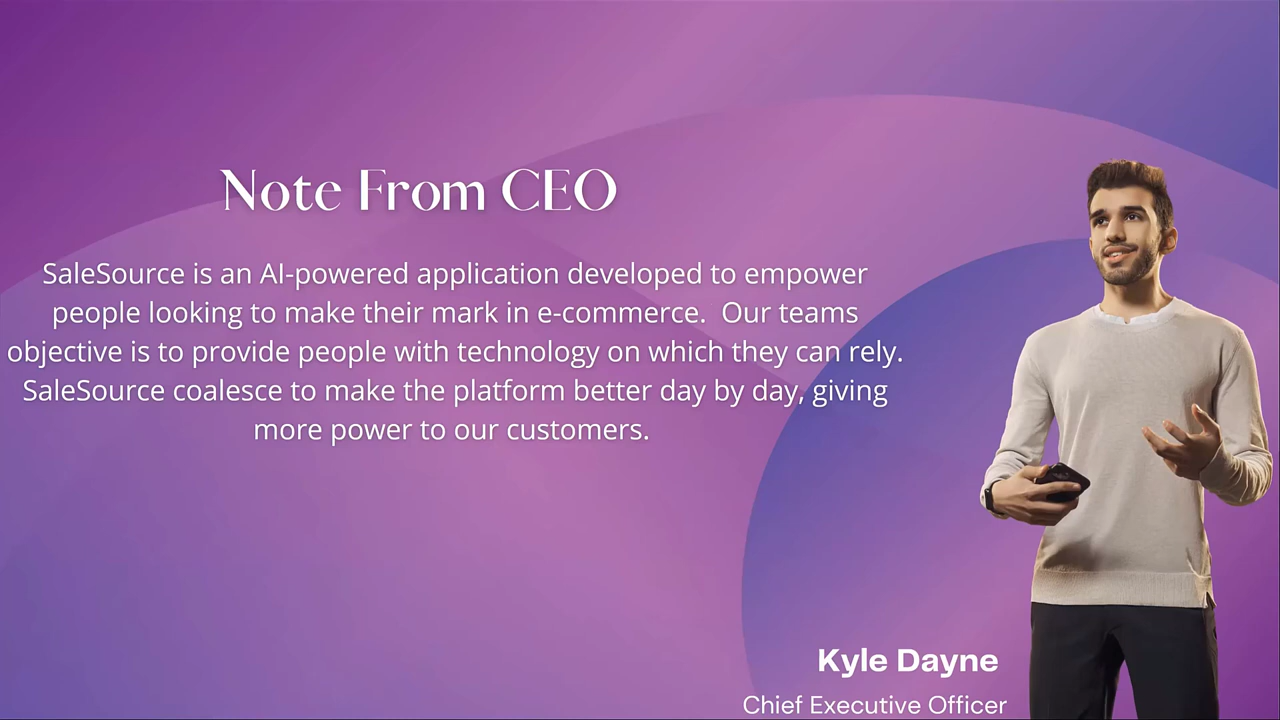 Note From CEO
SaleSource is an AI-powered application developed to empower
people looking to make their mark in e-commerce.  Our teams
objective is to provide people with technology on which they can rely.
SaleSource coalesce to make the platform better day by day, giving
more power to our customers.
Kyle Dayne
Chief Executive Officer